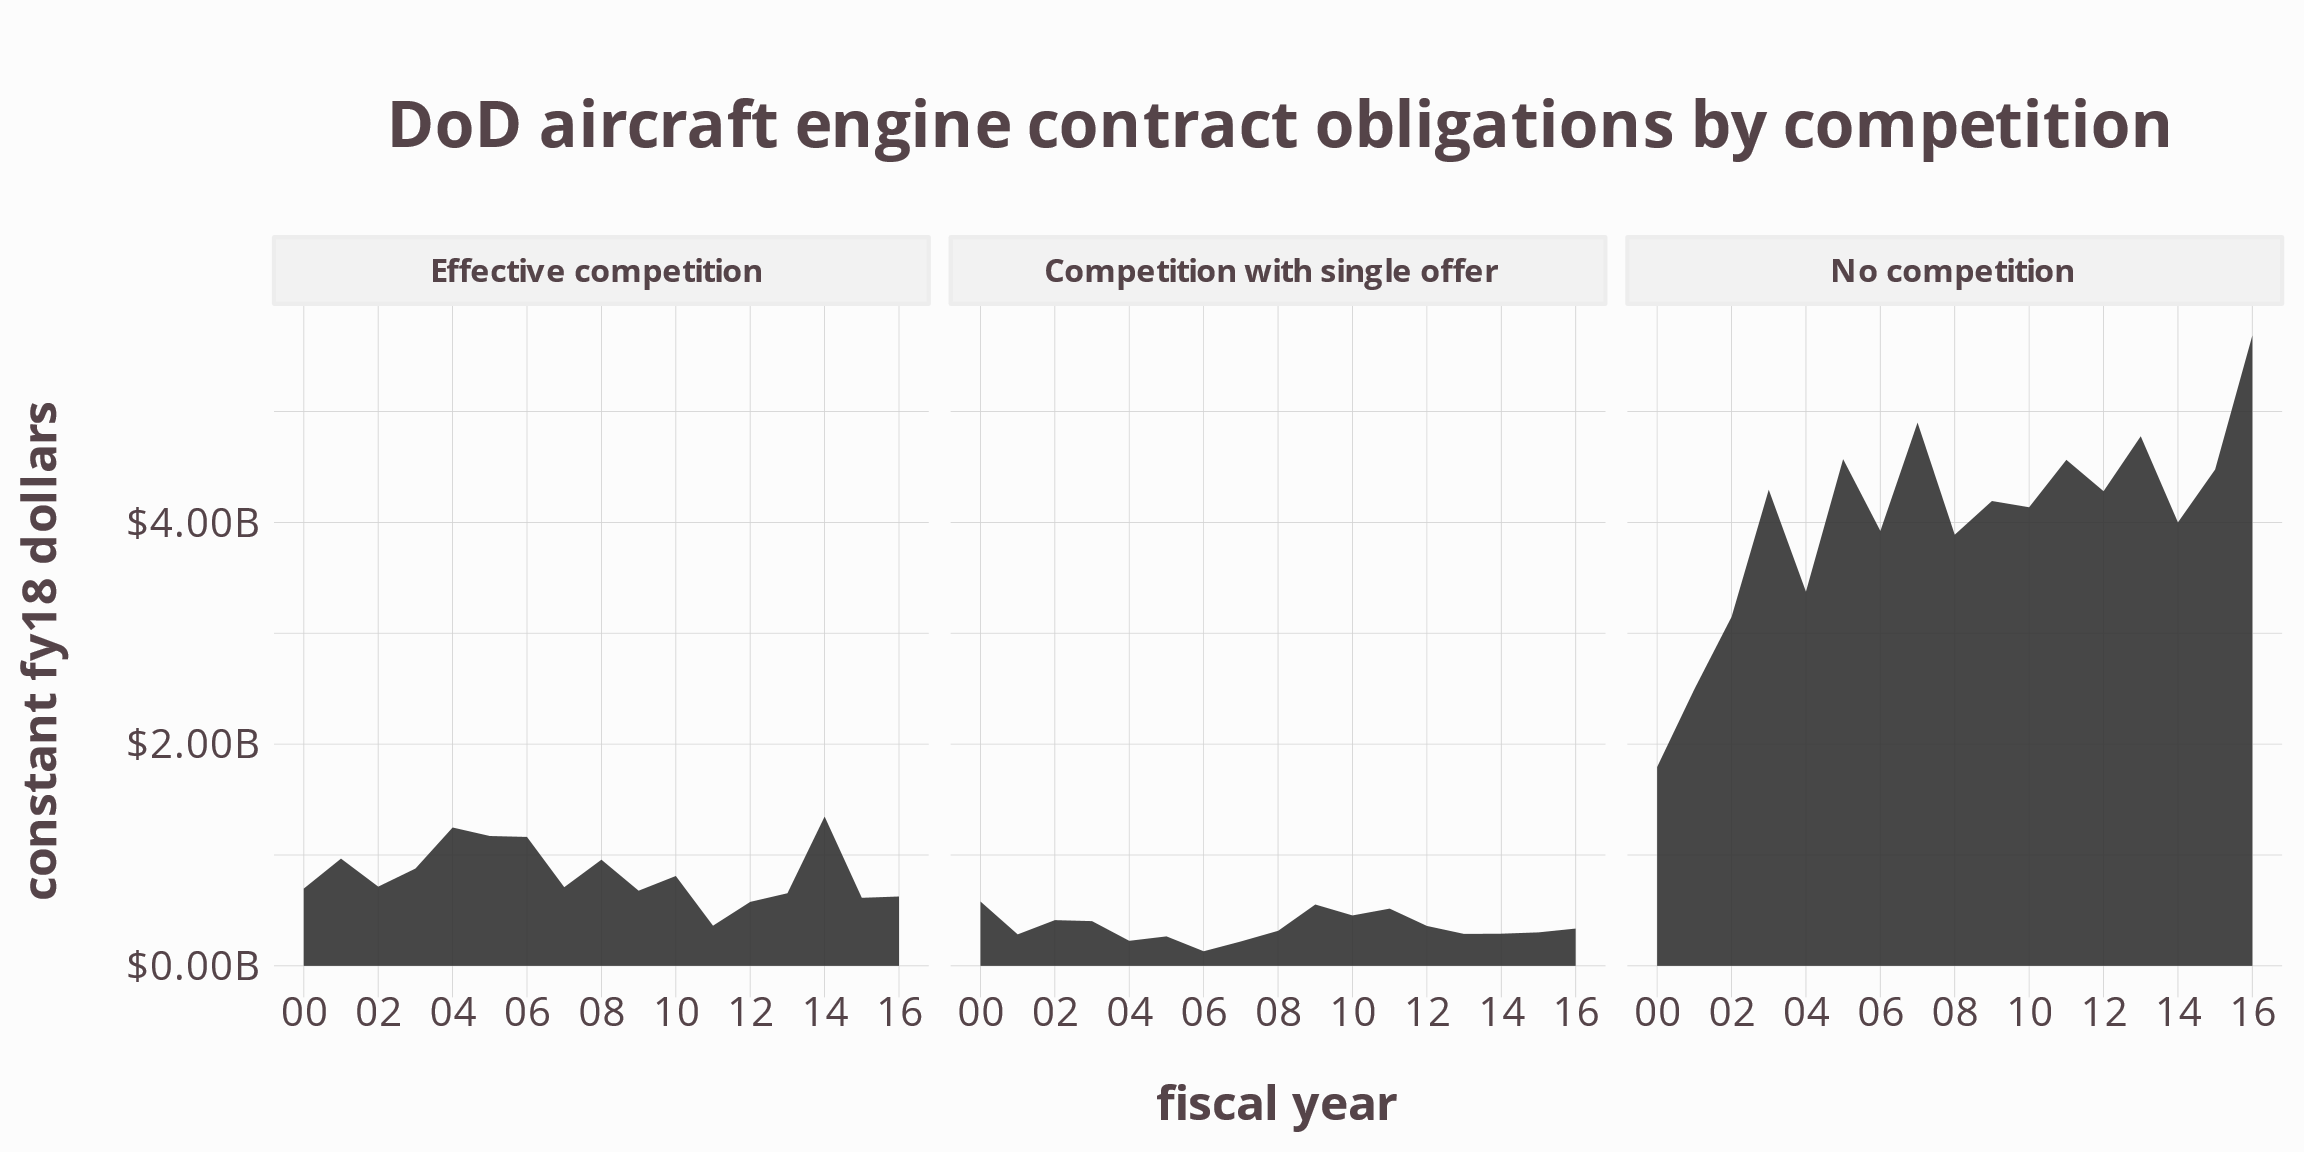 DoD aircraft engine contract obligations by competition
Effective competition
Competition with single offer
No competition
constant fy18 dollars
$4.00B
$2.00B
$0.00B
00 02 04 06 08 10 12 14 16
00 02 04 06 08 10 12 14 16
00 02 04 06 08 10 12 14 16
fiscal year